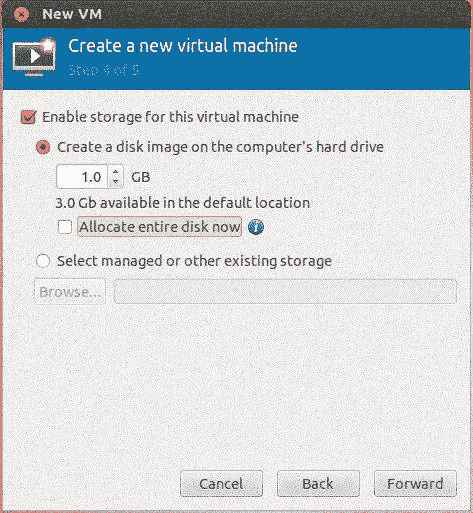 New VM
Create a new virtual machine
Step 4 of 5
Enable storage for this virtual machine
Create a disk image on the computer's hard drive
1.0 GB
3.0 Gb available in the default location
Allocate entire disk now
Select managed or other existing storage
Browse...
Cancel Back Forward